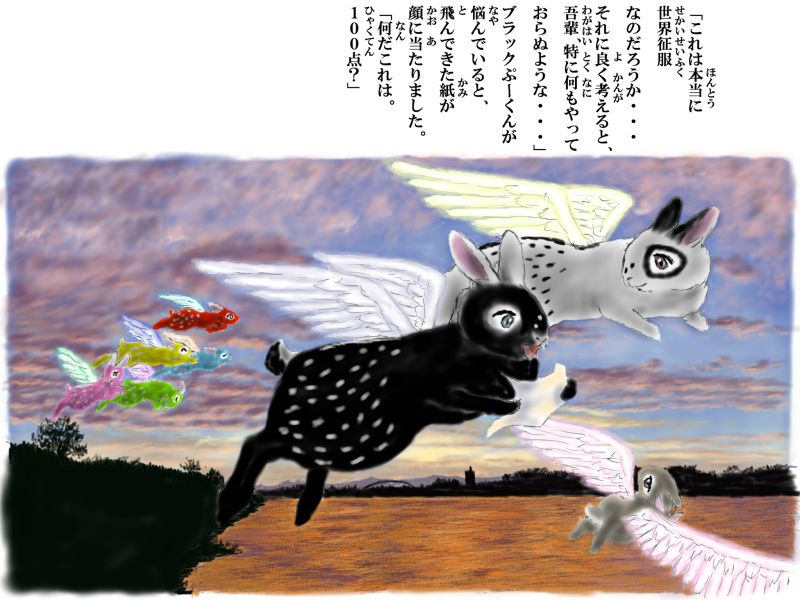 「これは本当に
世界征服
なのだろうか・・・
それに良く考えると、
吾輩、特に何もやって
おらぬような・・・」
ブラックぷーくんが
悩んでいると、
飛んできた紙が
顔に当たりました。
「何だこれは。
100点？」